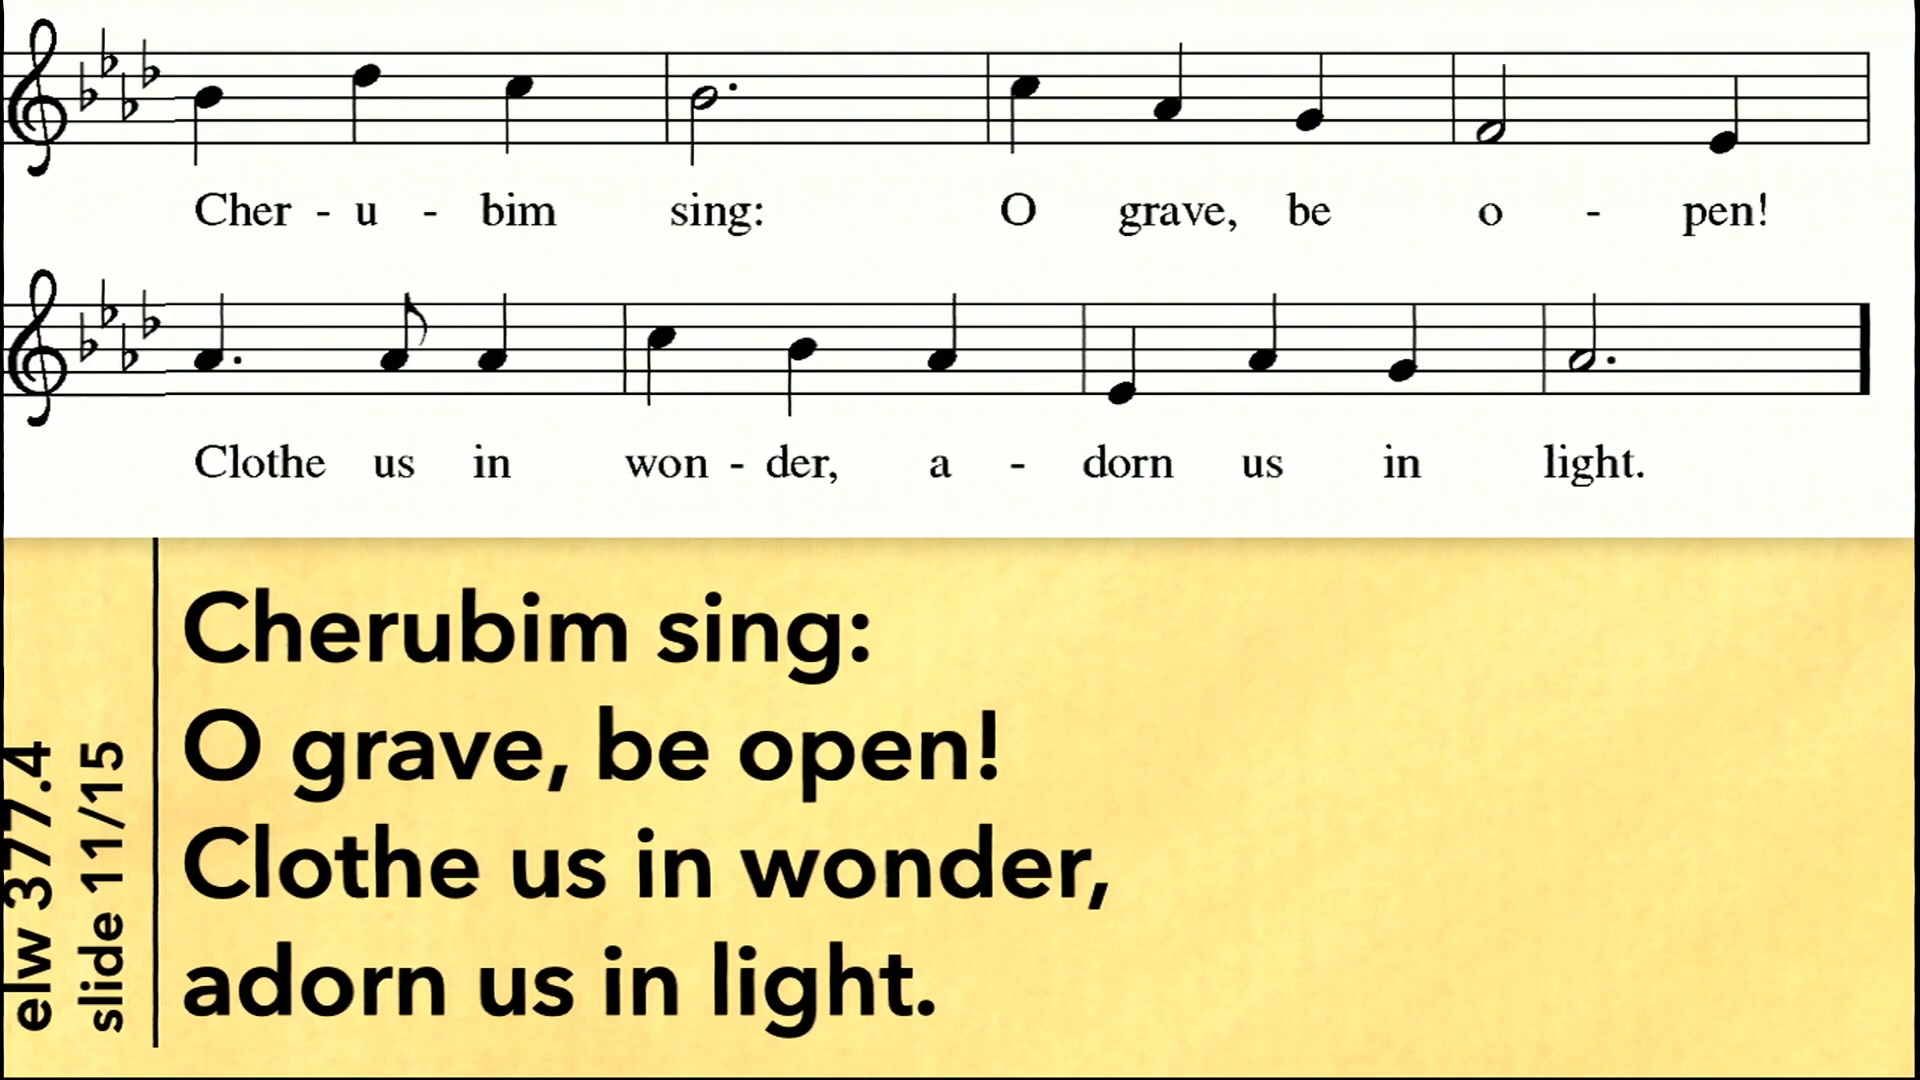 Cher - u - bim sing: O grave, be o - pen!
Clothe us in won - der, a - dorn us in light.
elw 377.4
slide 11/15
Cherubim sing:
O grave, be open!
Clothe us in wonder,
adorn us in light.